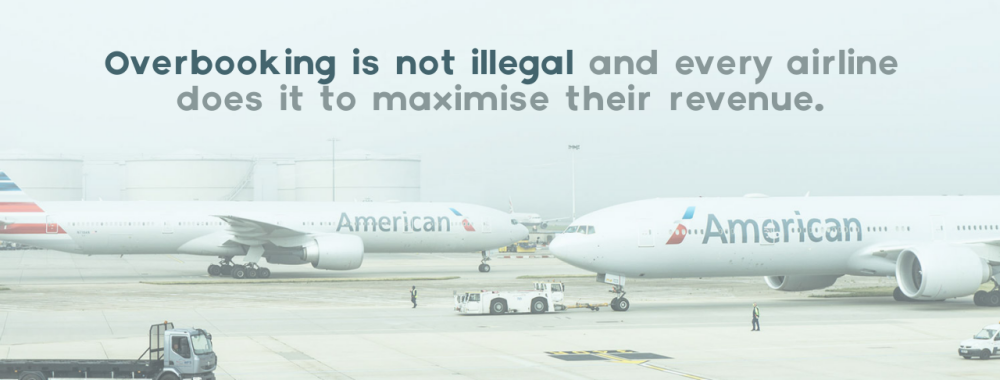 Overbooking is not illegal and every airline
does it to maximise their revenue.
American
American